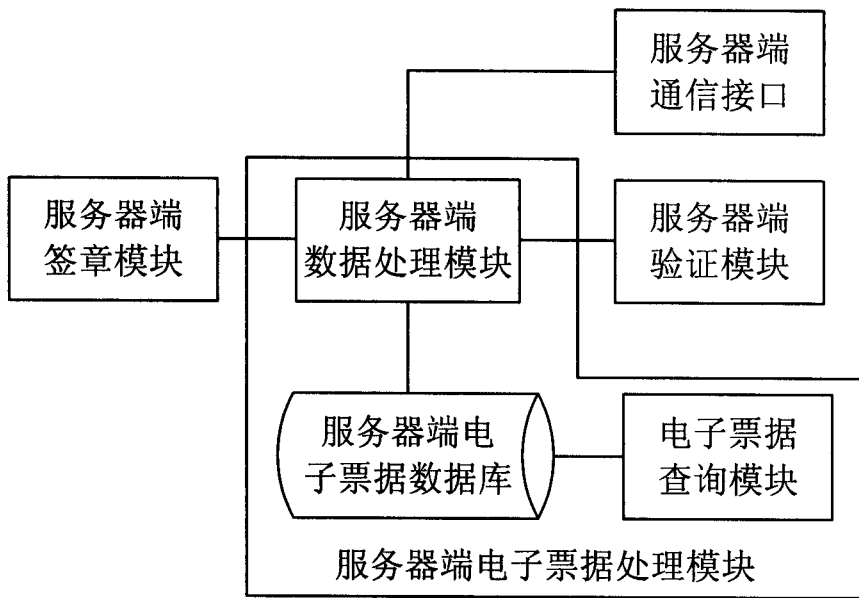 服务器端
通信接口
服务器端
签章模块
服务器端
数据处理模块
服务器端
验证模块
服务器端电
子票据数据库
电子票据
查询模块
服务器端电子票据处理模块